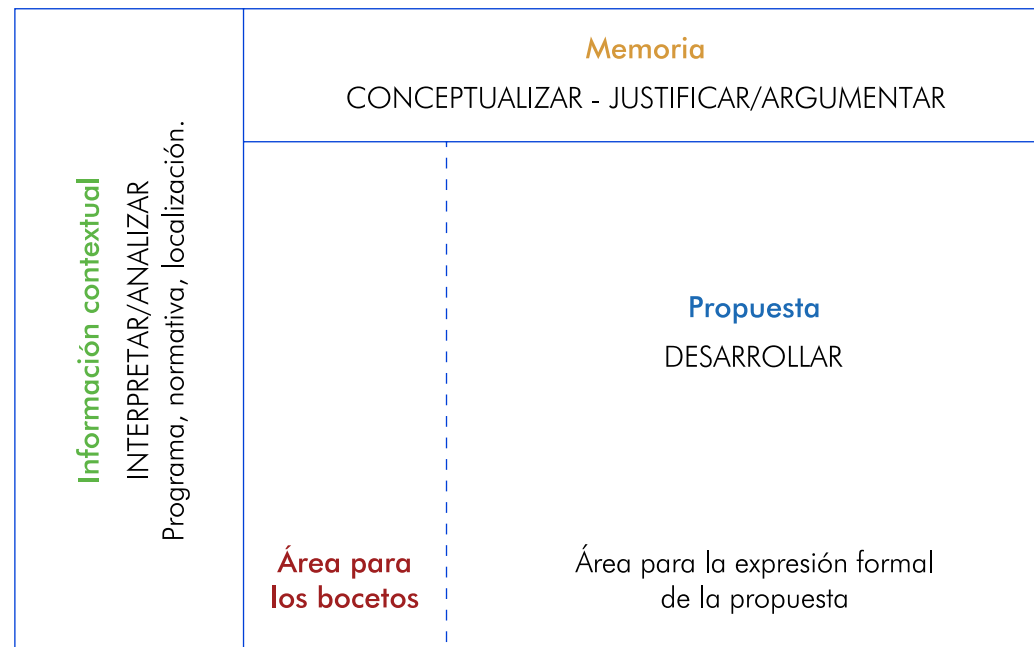 Información contextual
INTERPRETAR/ANALIZAR
Programa, normativa, localización.
Memoria
CONCEPTUALIZAR - JUSTIFICAR/ARGUMENTAR
Área para
los bocetos
Propuesta
DESARROLLAR
Área para la expresión formal
de la propuesta